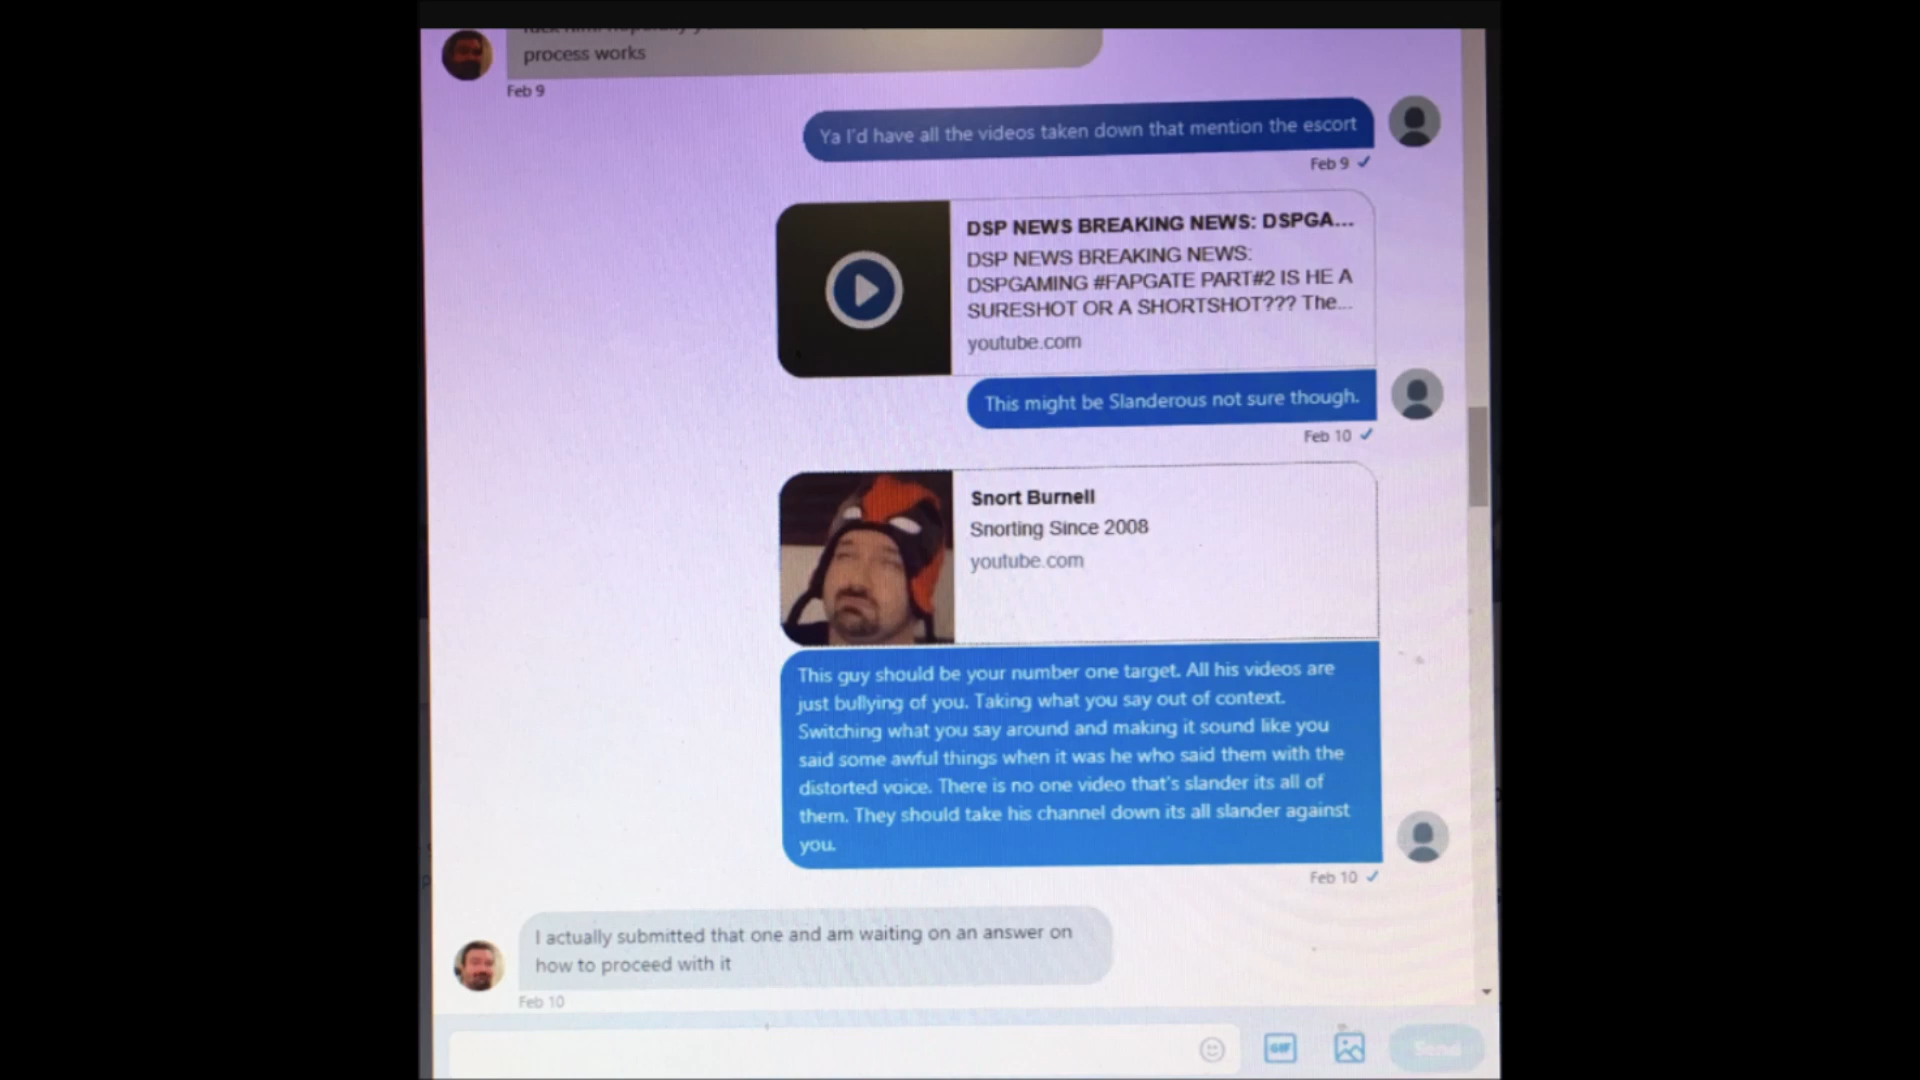 process works
Feb 9
Ya I'd have all the videos taken down that mention the escort
Feb 9
DSP NEWS BREAKING NEWS: DSPGA...
DSP NEWS BREAKING NEWS:
DSPGAMING #FAPGATE PART#2 IS HE A
SURESHOT OR A SHORTSHOT??? The...
youtube.com
This might be Slanderous not sure though.
Feb 10
Snort Burnell
Snorting Since 2008
youtube.com
This guy should be your number one target. All his videos are
just bullying of you. Taking what you say out of context.
Switching what you say around and making it sound like you
said some awful things when it was he who said them with the
distorted voice. There is no one video that's slander its all of
them. They should take his channel down its all slander against
you.
Feb 10
I actually submitted that one and am waiting on an answer on
how to proceed with it
Feb 10
GIF
Send